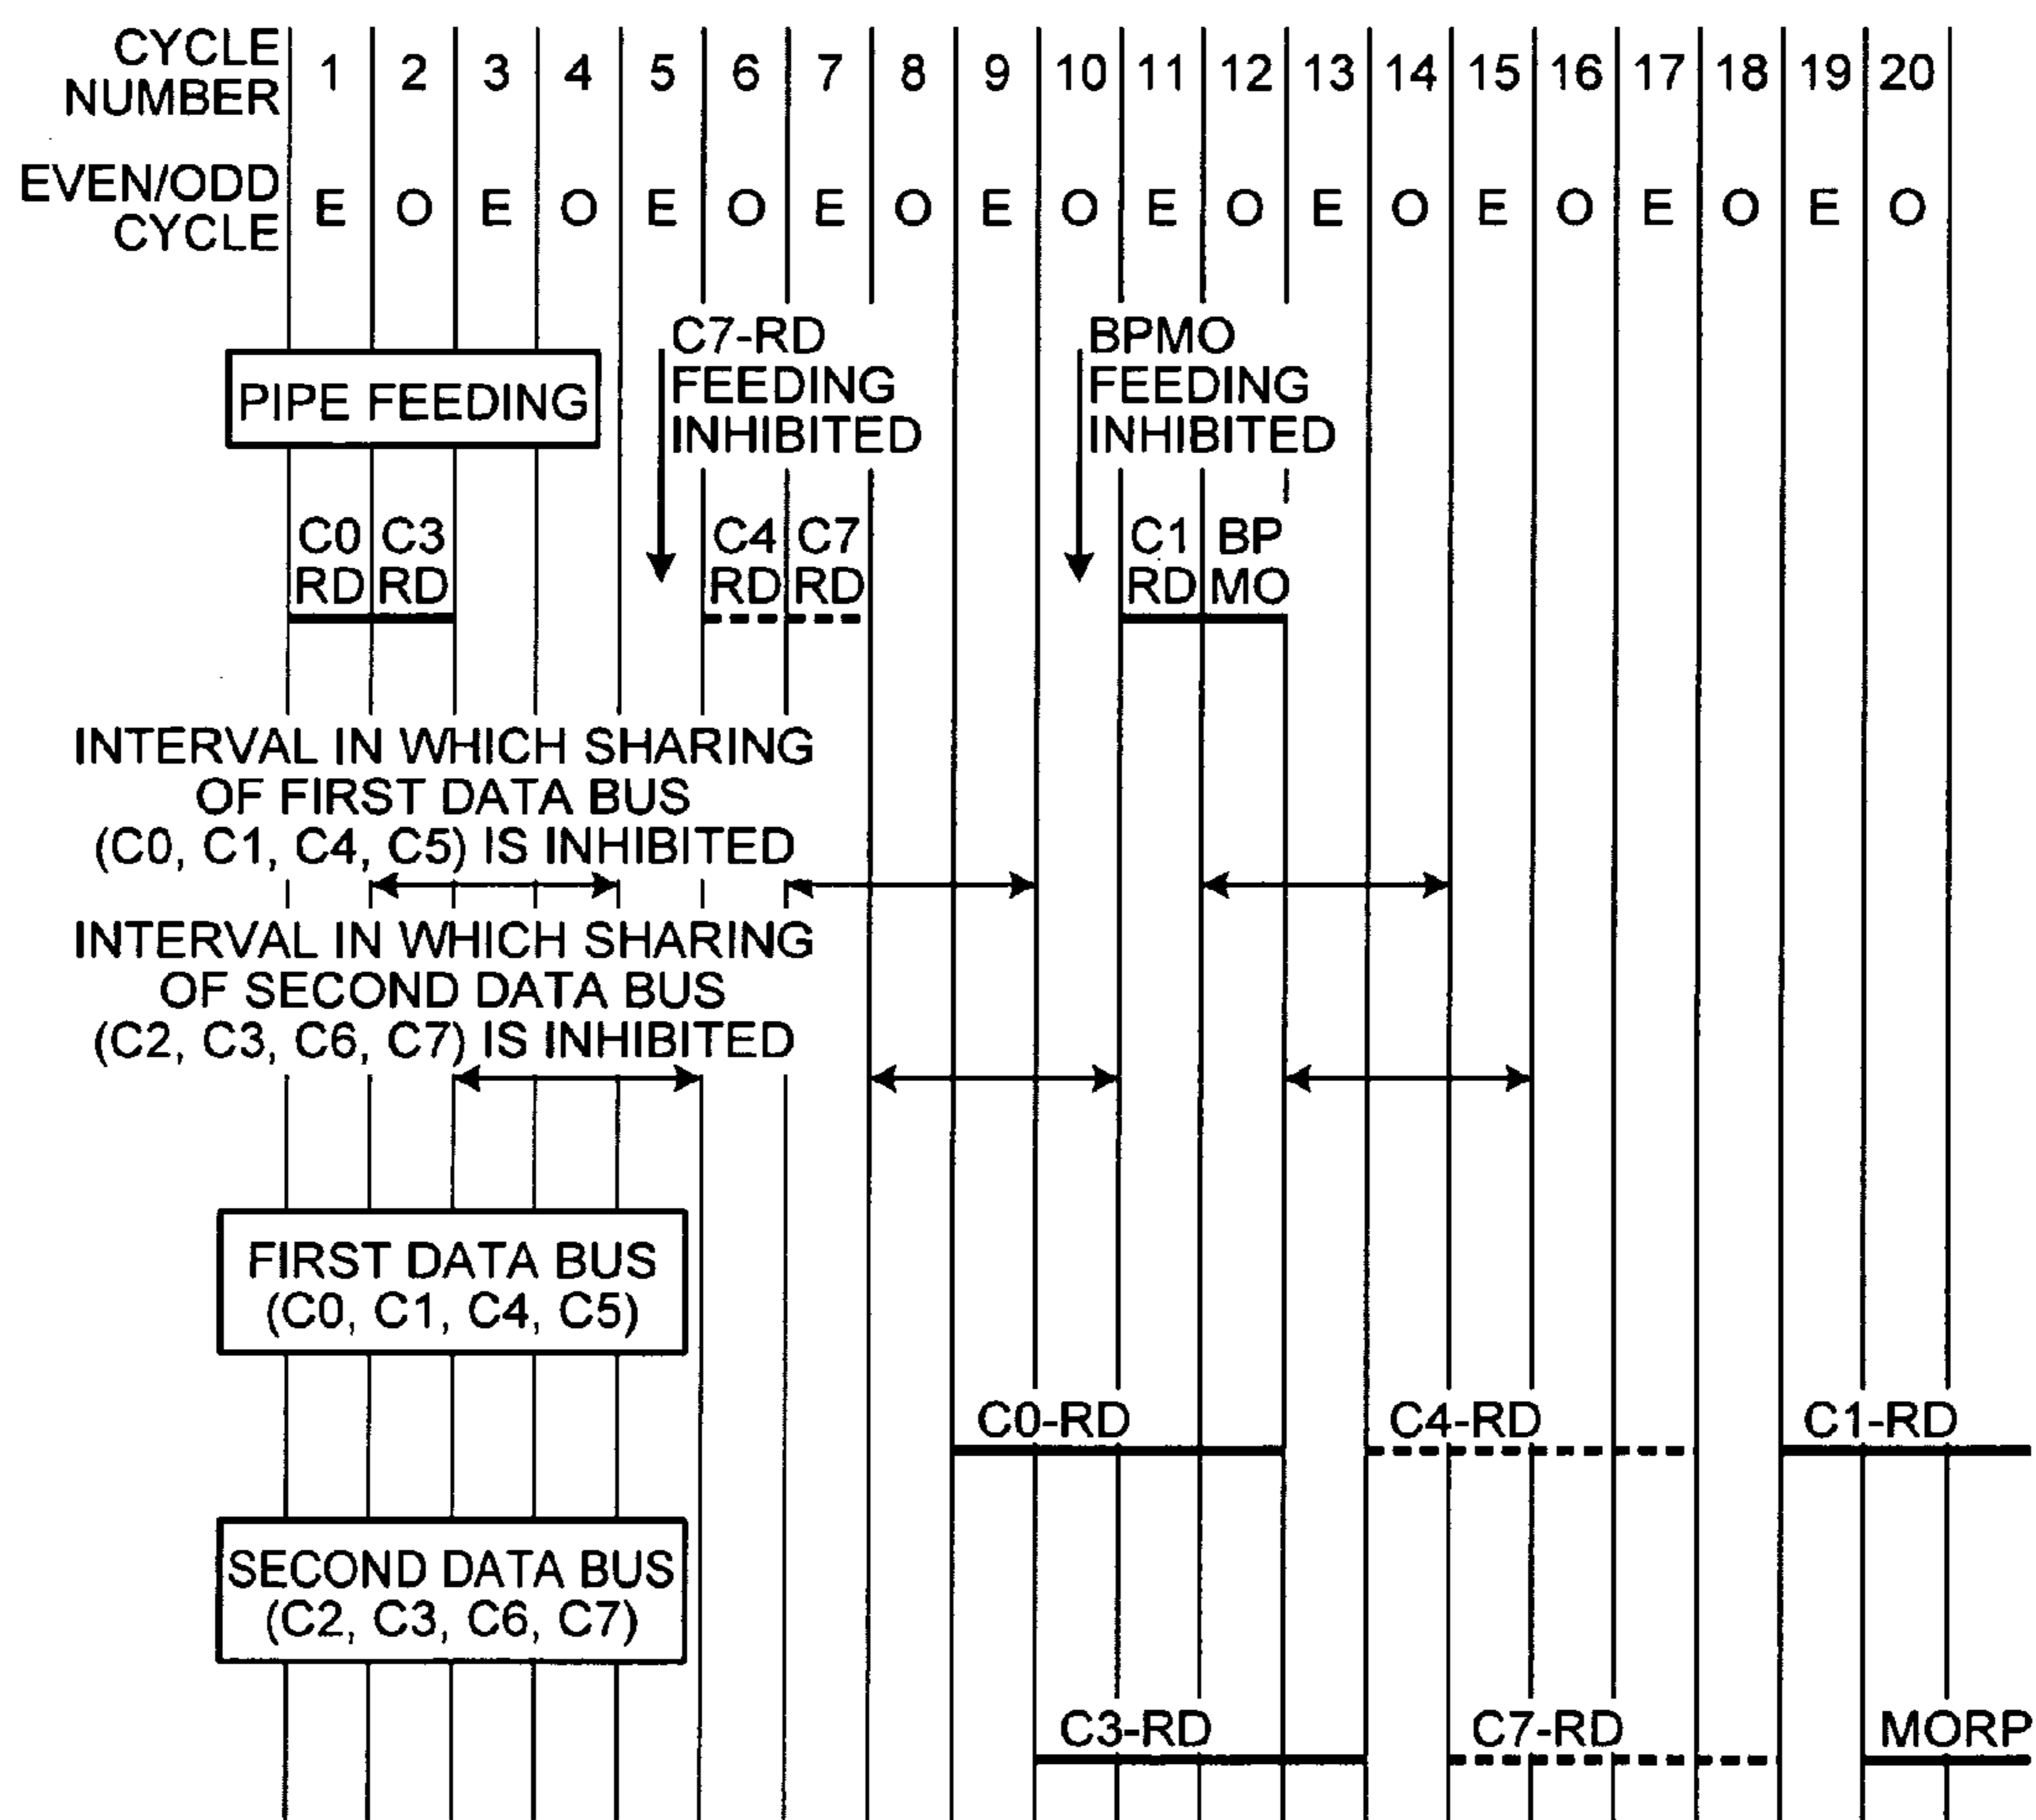 CYCLE
NUMBER
1 2 3 4 5 6 7 8 9 10 11 12 13 14 15 16 17 18 19 20
EVEN/ODD
CYCLE
E O E O E O E O E O E O E O E O E O E O
PIPE FEEDING
C7-RD
FEEDING
INHIBITED
BPMO
FEEDING
INHIBITED
C0 C3 C4 C7 C1 BP
RD RD RD RD RD MO
INTERVAL IN WHICH SHARING
OF FIRST DATA BUS
(C0, C1, C4, C5) IS INHIBITED
INTERVAL IN WHICH SHARING
OF SECOND DATA BUS
(C2, C3, C6, C7) IS INHIBITED
FIRST DATA BUS
(C0, C1, C4, C5)
C0-RD C4-RD C1-RD
SECOND DATA BUS
(C2, C3, C6, C7)
C3-RD C7-RD MORP